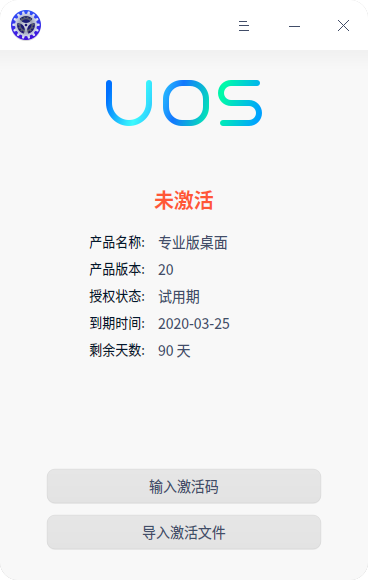 UOS
未激活
产品名称: 专业版桌面
产品版本: 20
授权状态: 试用期
到期时间: 2020-03-25
剩余天数: 90 天
输入激活码
导入激活文件